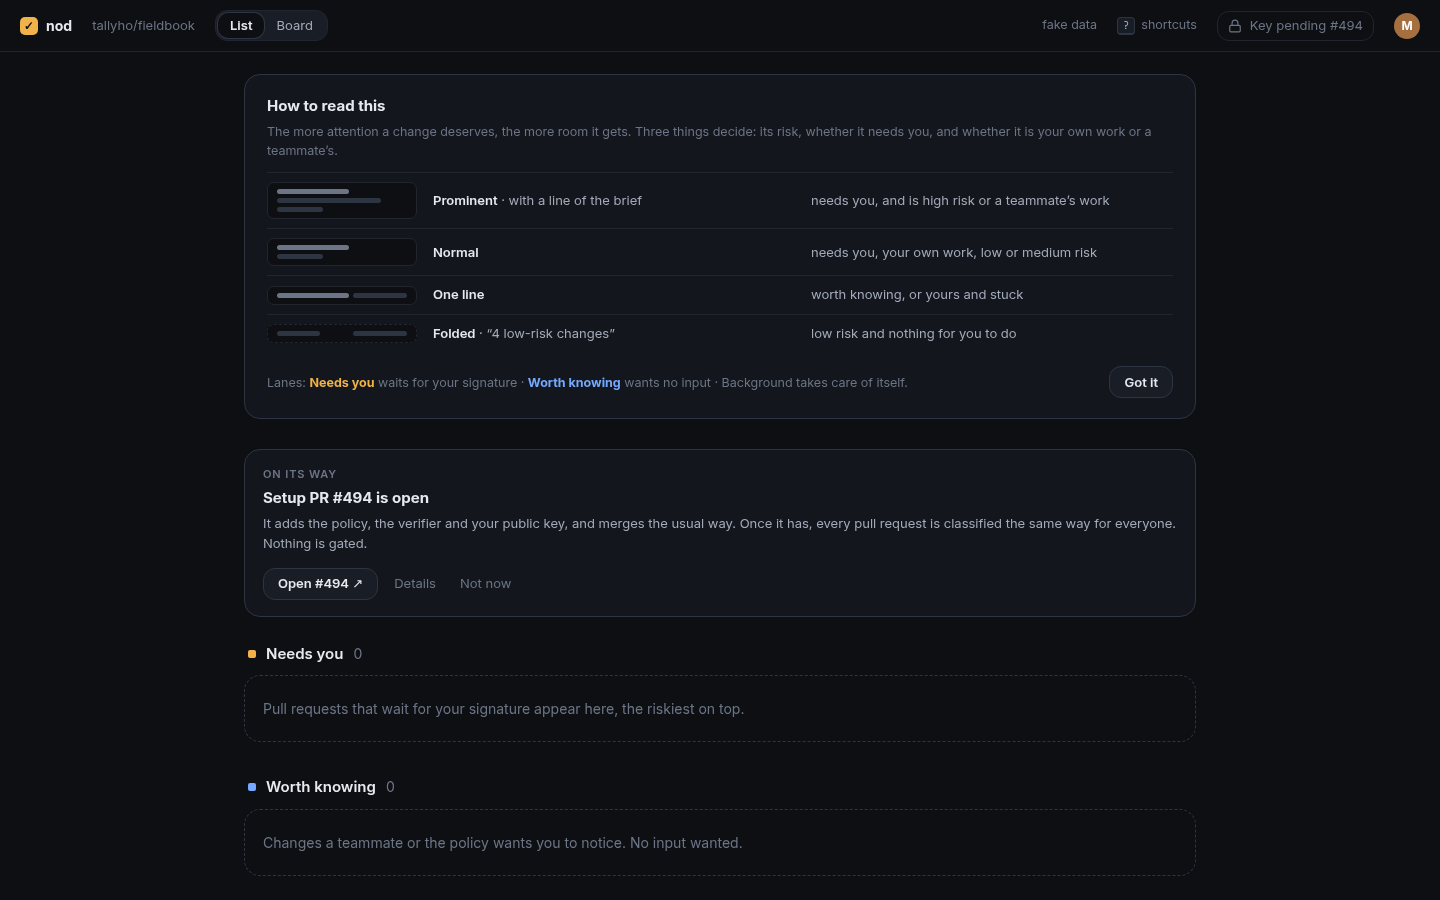 ✓ nod tallyho/fieldbook List Board fake data ? shortcuts Key pending #494 M
How to read this
The more attention a change deserves, the more room it gets. Three things decide: its risk, whether it needs you, and whether it is your own work or a
teammate’s.
Prominent · with a line of the brief needs you, and is high risk or a teammate’s work
Normal needs you, your own work, low or medium risk
One line worth knowing, or yours and stuck
Folded · “4 low-risk changes” low risk and nothing for you to do
Lanes: Needs you waits for your signature · Worth knowing wants no input · Background takes care of itself. Got it
ON ITS WAY
Setup PR #494 is open
It adds the policy, the verifier and your public key, and merges the usual way. Once it has, every pull request is classified the same way for everyone.
Nothing is gated.
Open #494 ↗ Details Not now
Needs you 0
Pull requests that wait for your signature appear here, the riskiest on top.
Worth knowing 0
Changes a teammate or the policy wants you to notice. No input wanted.